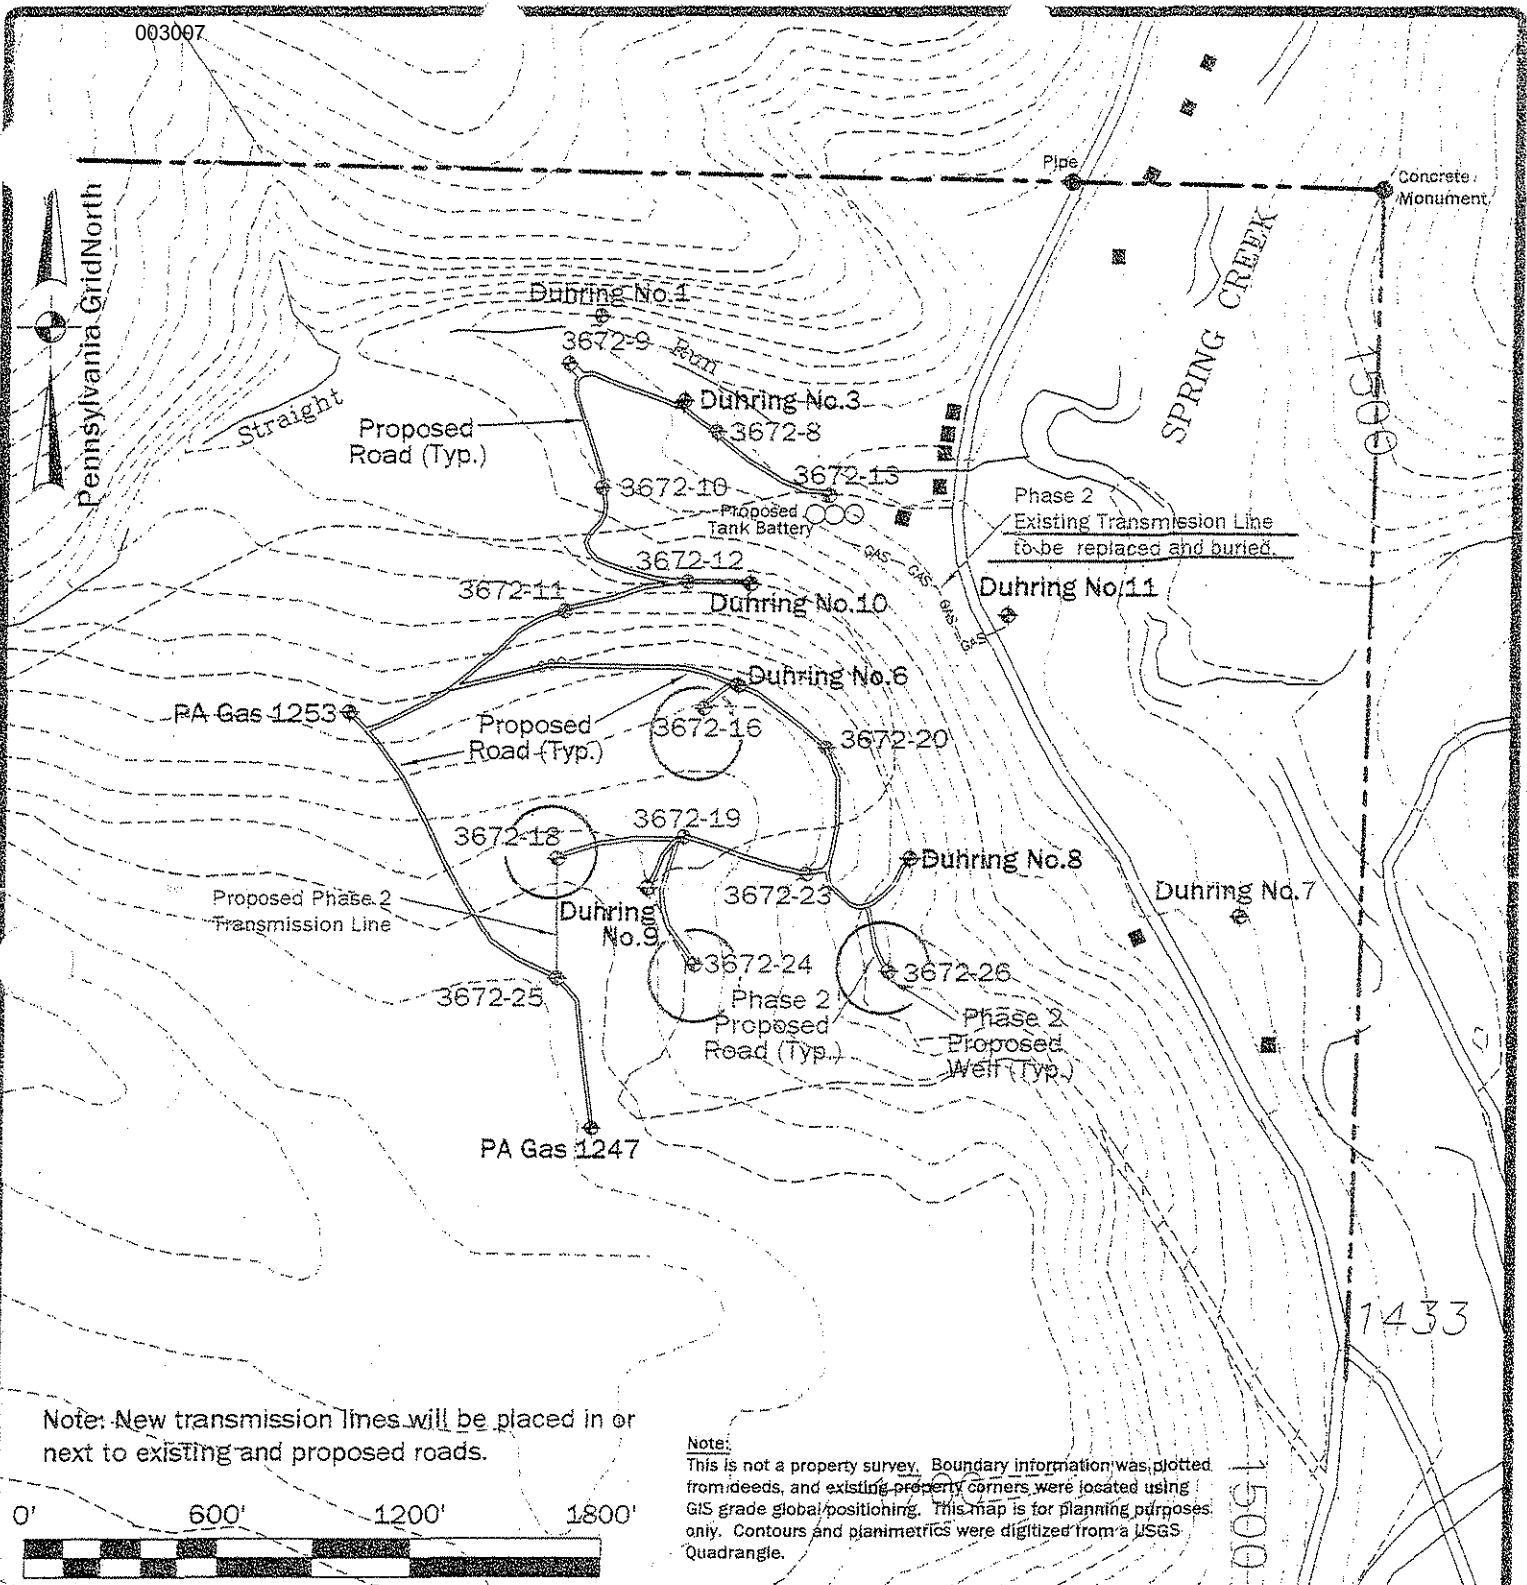 003007
Pipe
Concrete
Monument
Pennsylvania GridNorth
SPRING CREEK
Duhring No.1
3672-9
Run
1500
Straight
Duhring No.3
Proposed
Road (Typ.)
3672-8
3672-13
3672-10
Phase 2
Existing Transmission Line
to be replaced and buried.
Proposed
Tank Battery
GAS
GAS
GAS
GAS
3672-12
3672-11
Duhring No.10
Duhring No.11
Duhring No.6
PA Gas 1253
3672-16
Proposed
Road (Typ.)
3672-20
3672-19
3672-18
Duhring No.8
3672-23
Duhring No.7
Proposed Phase 2
Transmission Line
Duhring
No.9
3672-24
3672-26
3672-25
Phase 2
Proposed
Road (Typ.)
Phase 2
Proposed
Well (Typ.)
PA Gas 1247
1433
Note: New transmission lines will be placed in or
next to existing and proposed roads.
Note:
This is not a property survey. Boundary information was plotted
from deeds, and existing property corners were located using
GIS grade global positioning. This map is for planning purposes
only. Contours and planimetrics were digitized from a USGS
Quadrangle.
1500
0' 600' 1200' 1800'